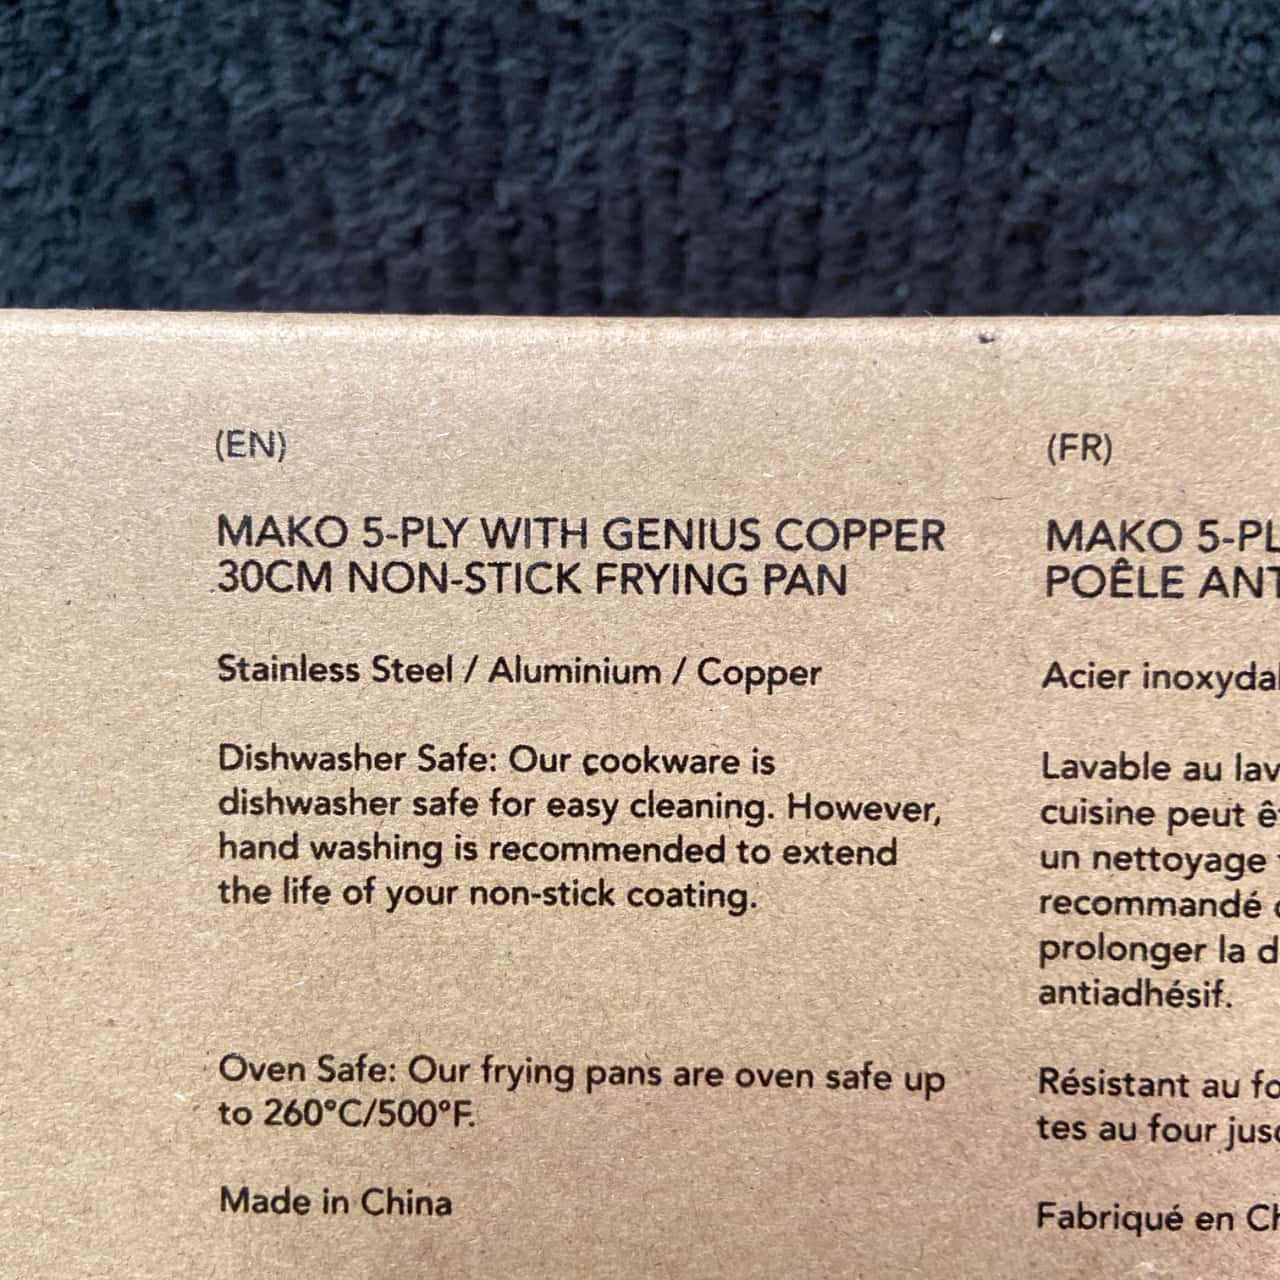 (EN)
MAKO 5-PLY WITH GENIUS COPPER
30CM NON-STICK FRYING PAN
Stainless Steel / Aluminium / Copper
Dishwasher Safe: Our cookware is
dishwasher safe for easy cleaning. However,
hand washing is recommended to extend
the life of your non-stick coating.
Oven Safe: Our frying pans are oven safe up
to 260°C/500°F.
Made in China
(FR)
MAKO 5-PL
POÊLE ANT
Acier inoxydal
Lavable au lav
cuisine peut ê
un nettoyage
recommandé
prolonger la d
antiadhésif.
Résistant au fo
tes au four jusq
Fabriqué en Ch